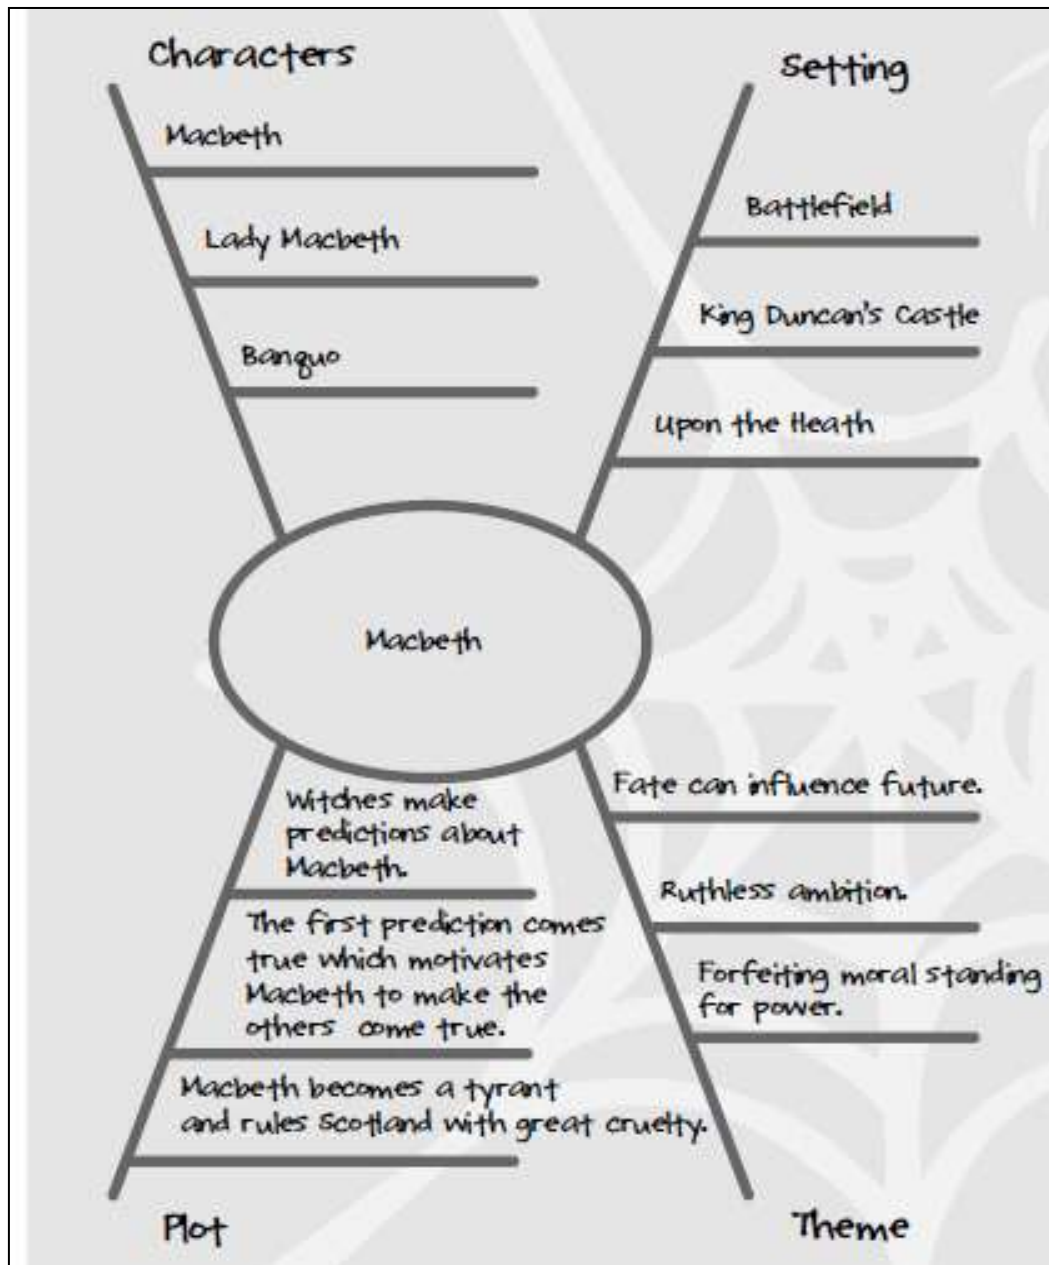 Characters
Macbeth
Lady Macbeth
Banquo
Setting
Battlefield
King Duncan's Castle
Upon the Heath
Macbeth
Witches make
predictions about
Macbeth.
The first prediction comes
true which motivates
Macbeth to make the
others come true.
Macbeth becomes a tyrant
and rules Scotland with great cruelty.
Plot
Fate can influence future.
Ruthless ambition.
Forfeiting moral standing
for power.
Theme